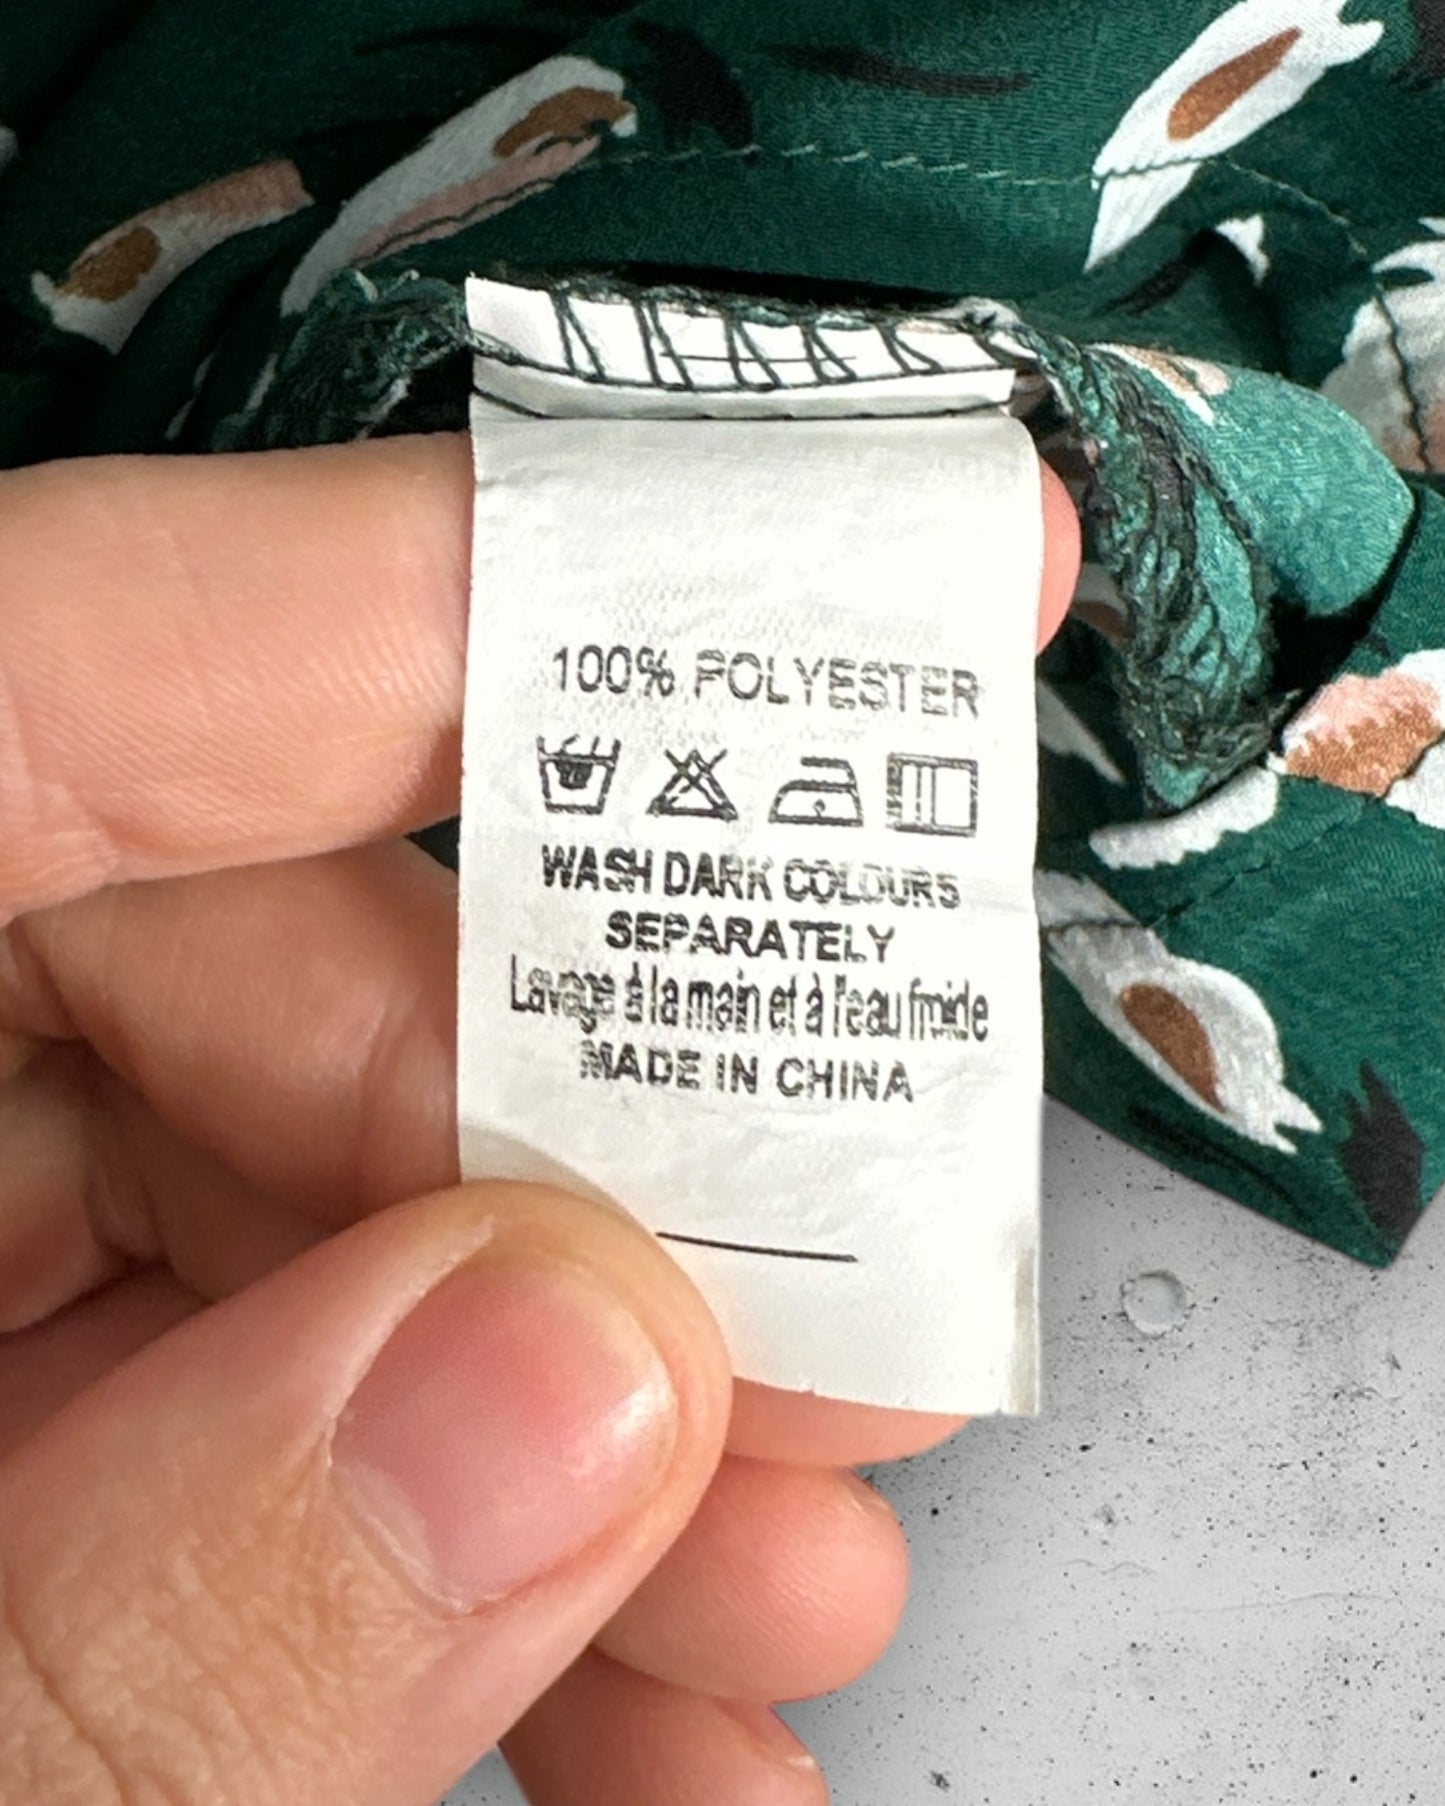 100% POLYESTER
WASH DARK COLOURS
SEPARATELY
Lavage à la main et à l'eau froide
MADE IN CHINA